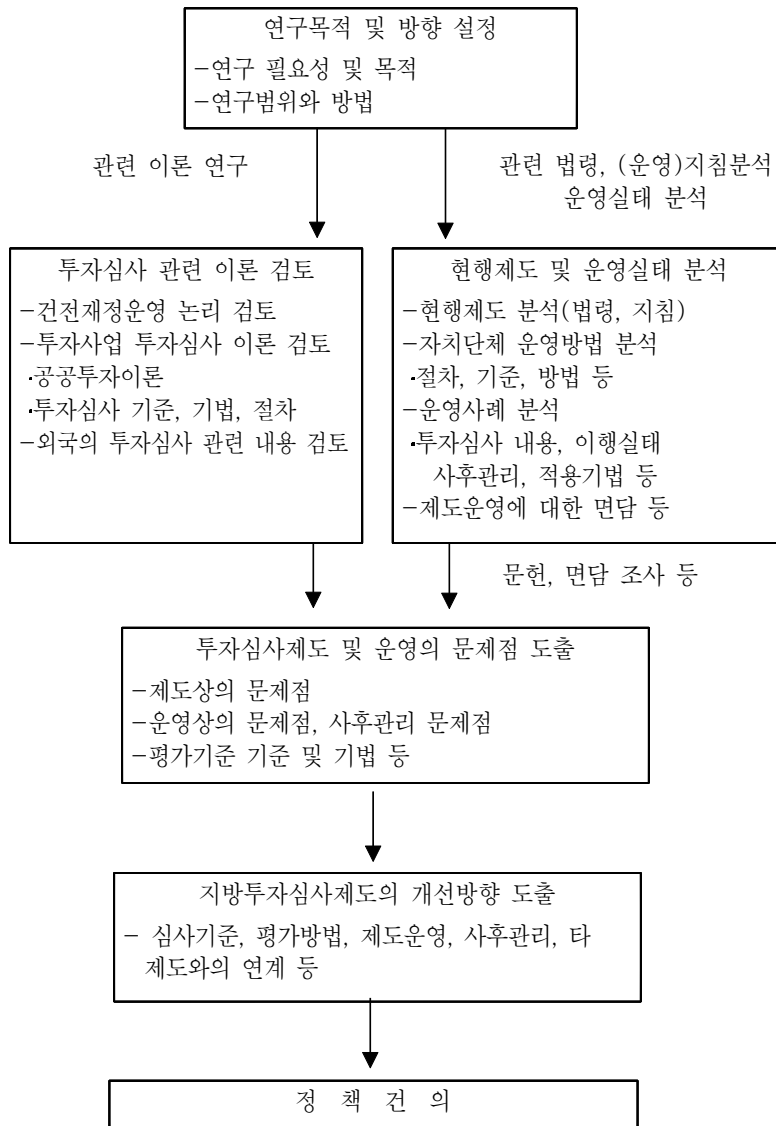 연구목적 및 방향 설정
-연구 필요성 및 목적
-연구범위와 방법
관련 이론 연구
관련 법령, (운영)지침분석
운영실태 분석
투자심사 관련 이론 검토
-건전재정운영 논리 검토
-투자사업 투자심사 이론 검토
·공공투자이론
·투자심사 기준, 기법, 절차
-외국의 투자심사 관련 내용 검토
현행제도 및 운영실태 분석
-현행제도 분석(법령, 지침)
-자치단체 운영방법 분석
·절차, 기준, 방법 등
-운영사례 분석
·투자심사 내용, 이행실태
사후관리, 적용기법 등
-제도운영에 대한 면담 등
문헌, 면담 조사 등
투자심사제도 및 운영의 문제점 도출
-제도상의 문제점
-운영상의 문제점, 사후관리 문제점
-평가기준 기준 및 기법 등
지방투자심사제도의 개선방향 도출
- 심사기준, 평가방법, 제도운영, 사후관리, 타
제도와의 연계 등
정 책 건 의